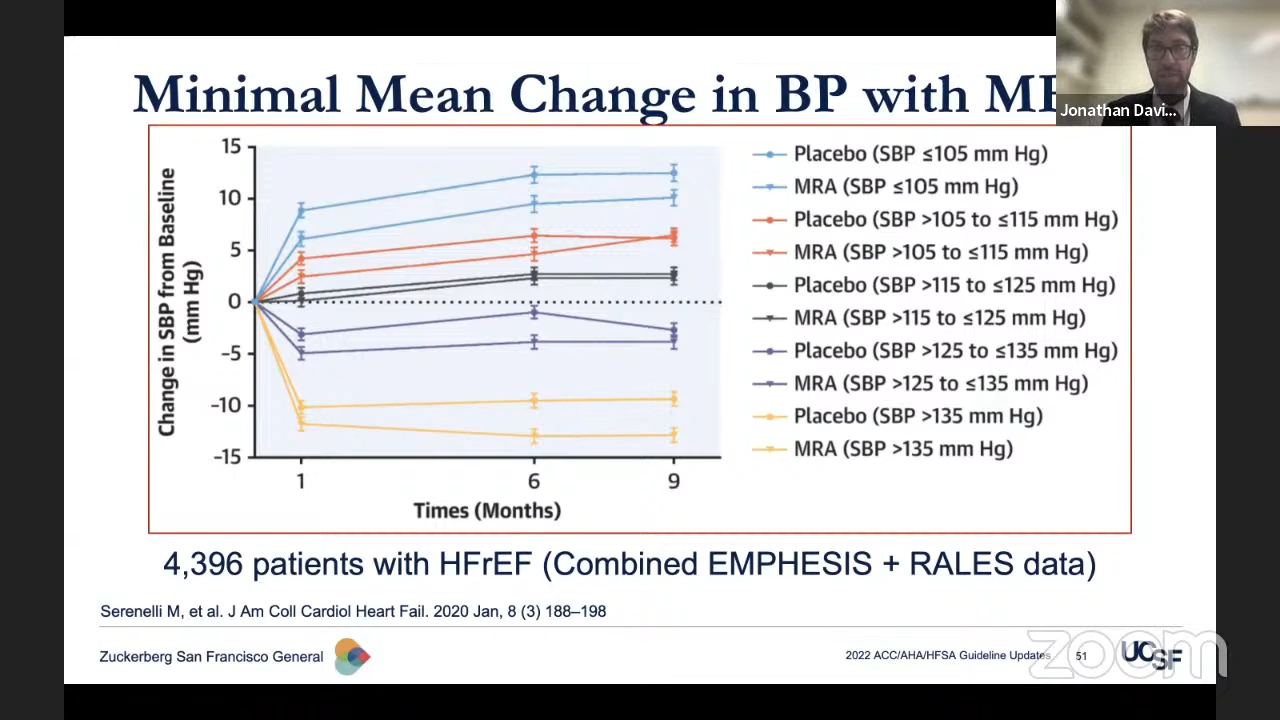 Minimal Mean Change in BP with
Jonathan Davi...
15
10
5
0
-5
-10
-15
Change in SBP from Baseline
(mm Hg)
1
6
9
Times (Months)
Placebo (SBP ≤105 mm Hg)
MRA (SBP ≤105 mm Hg)
Placebo (SBP >105 to ≤115 mm Hg)
MRA (SBP >105 to ≤115 mm Hg)
Placebo (SBP >115 to ≤125 mm Hg)
MRA (SBP >115 to ≤125 mm Hg)
Placebo (SBP >125 to ≤135 mm Hg)
MRA (SBP >125 to ≤135 mm Hg)
Placebo (SBP >135 mm Hg)
MRA (SBP >135 mm Hg)
4,396 patients with HFrEF (Combined EMPHESIS + RALES data)
Serenelli M, et al. J Am Coll Cardiol Heart Fail. 2020 Jan, 8 (3) 188–198
Zuckerberg San Francisco General
2022 ACC/AHA/HFSA Guideline Updates
51
UCSF
zoom